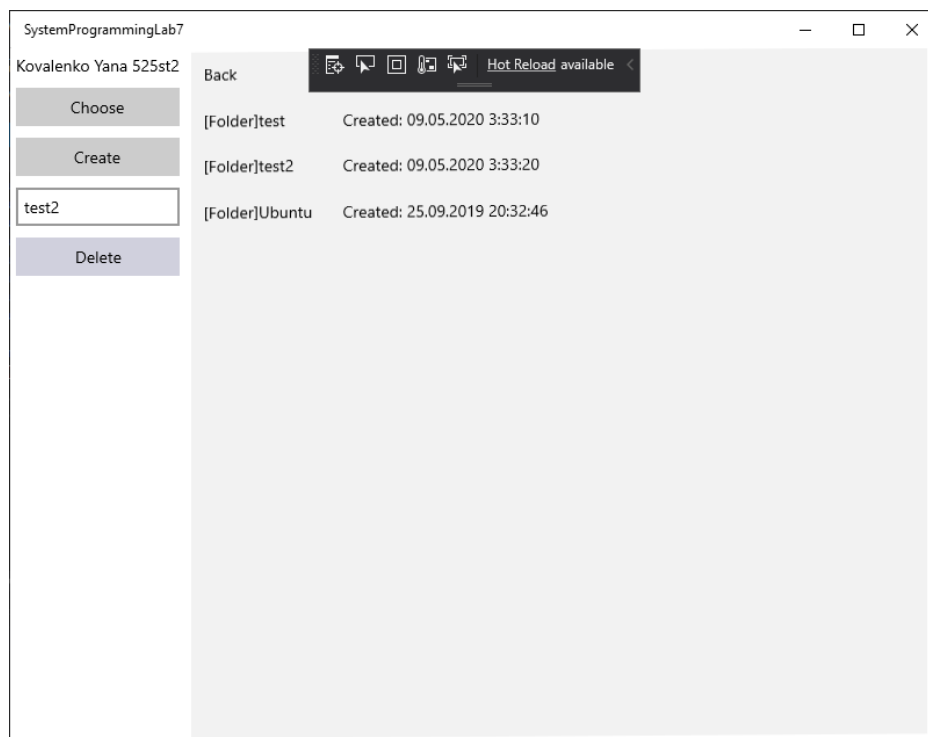 SystemProgrammingLab7
Kovalenko Yana 525st2
Choose
Create
test2
Delete
Back
Hot Reload available
[Folder]test Created: 09.05.2020 3:33:10
[Folder]test2 Created: 09.05.2020 3:33:20
[Folder]Ubuntu Created: 25.09.2019 20:32:46